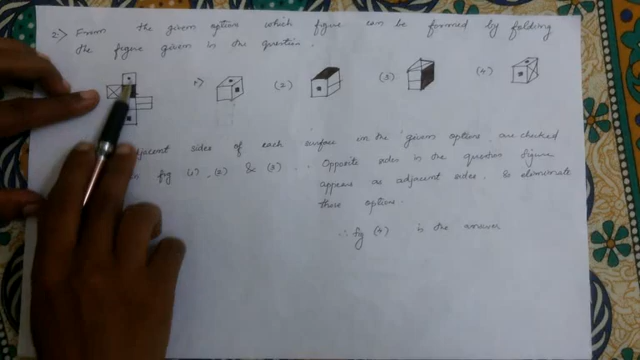 2) From the given options which figure can be formed by folding
the figure given in the question.
1) (2) (3) (4)
adjacent sides of each surface in the given options are checked
fig (1), (2) & (3). Opposite sides in the question figure
appears as adjacent sides. & eliminate
these options.
∴ fig (4) is the answer